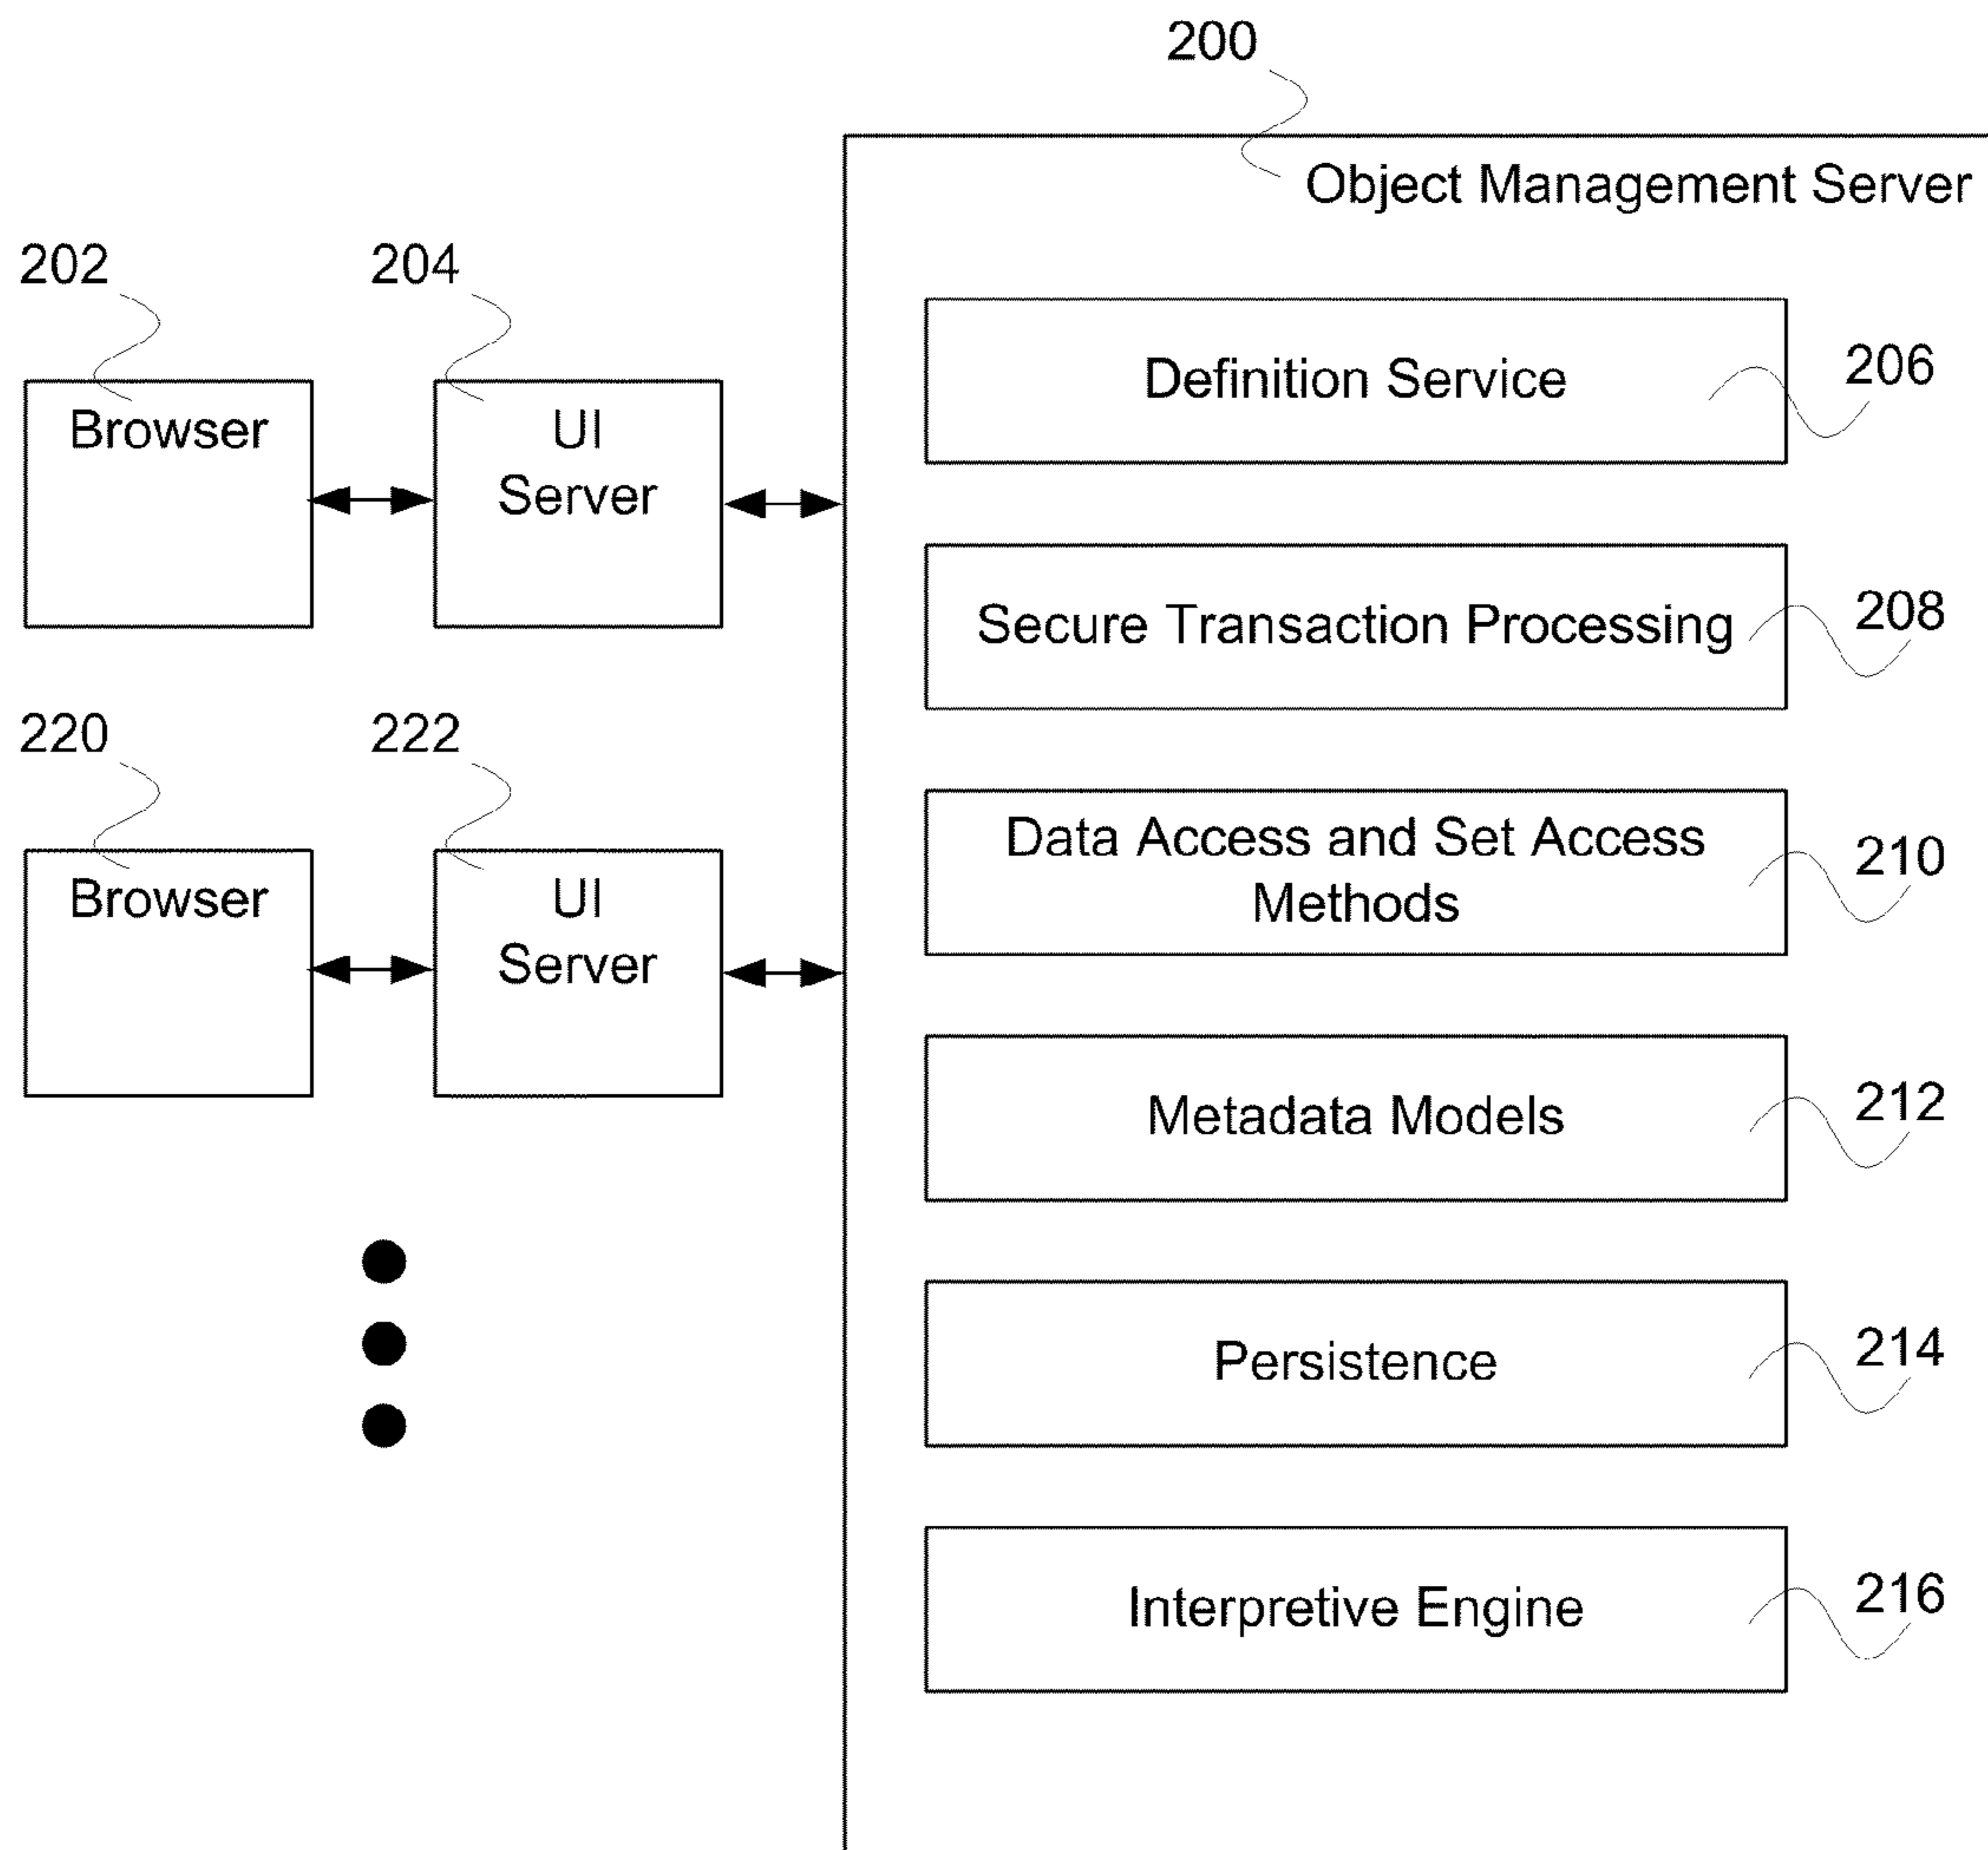 200
Object Management Server
202
204
Browser
UI
Server
Definition Service
206
Secure Transaction Processing
208
220
222
Browser
UI
Server
Data Access and Set Access
Methods
210
Metadata Models
212
Persistence
214
Interpretive Engine
216